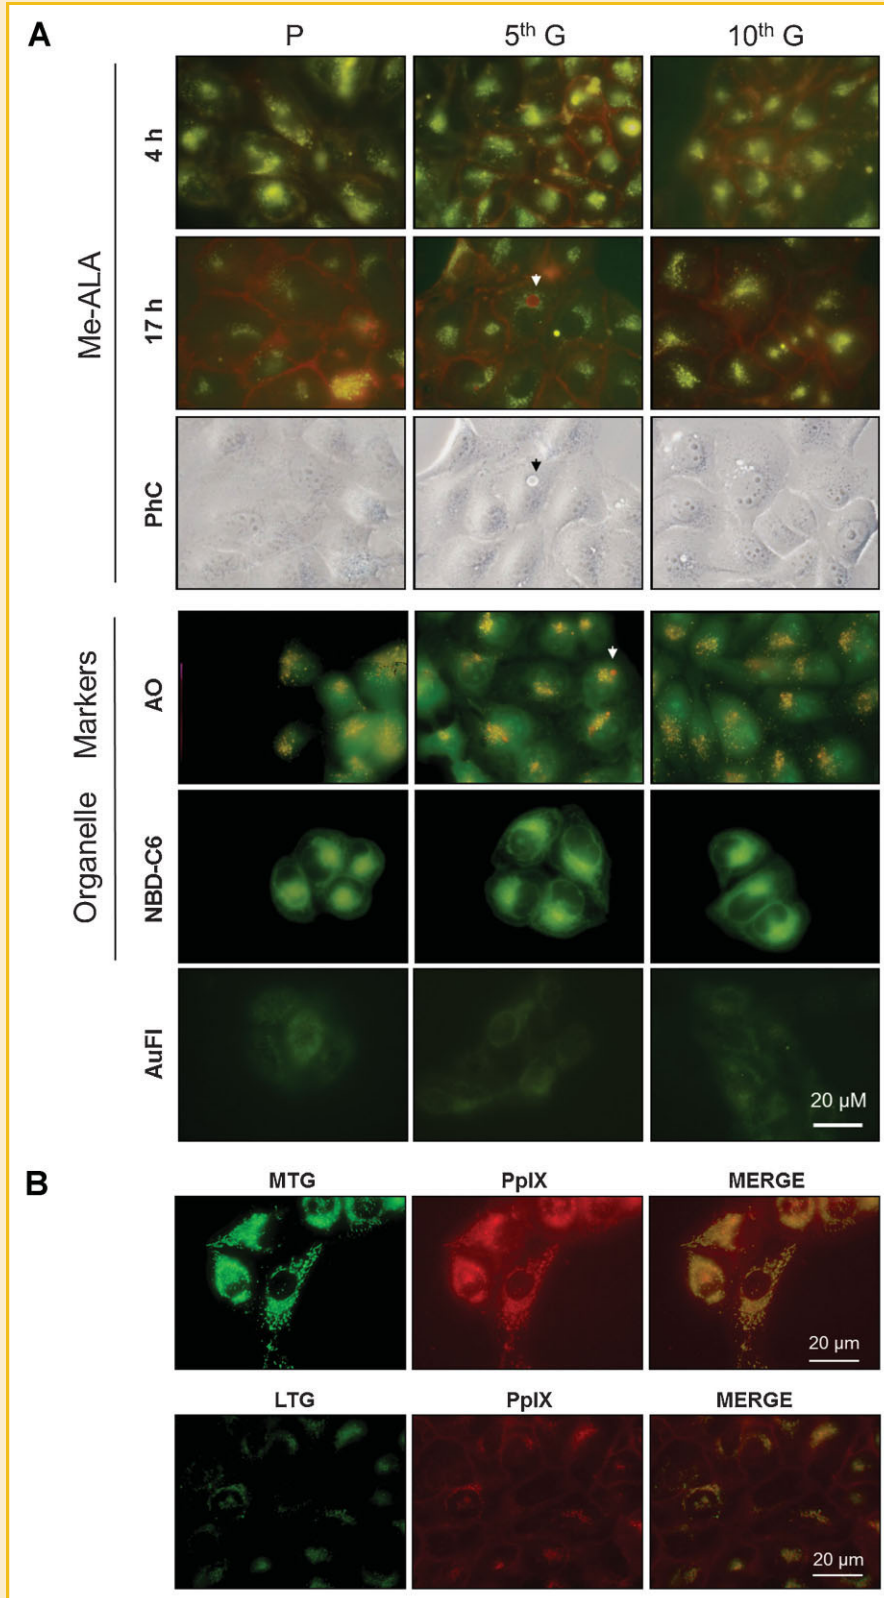 A
P
5th G
10th G
Me-ALA
4 h
17 h
PhC
Organelle Markers
AO
NBD-C6
AuFI
20 µM
B
MTG
PpIX
MERGE
20 µm
LTG
PpIX
MERGE
20 µm